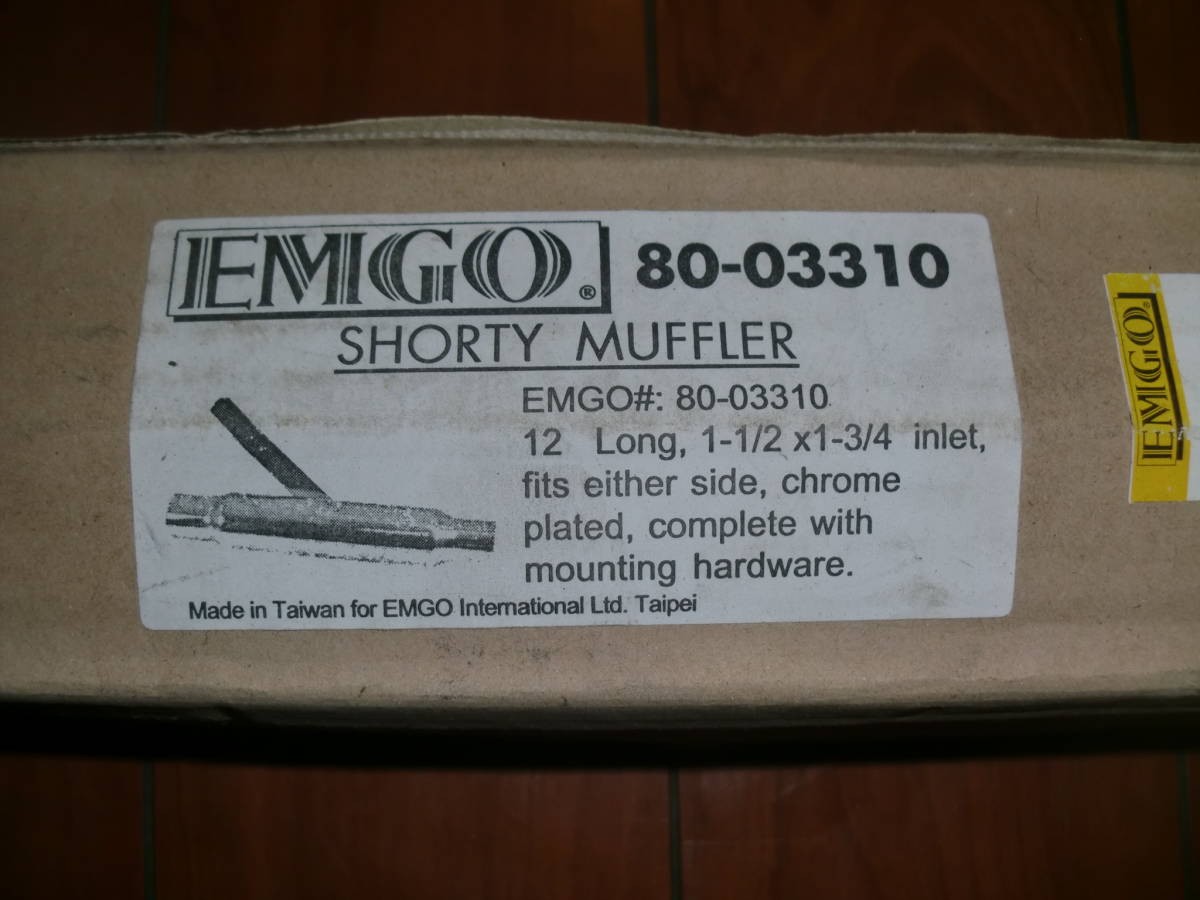 EMGO® 80-03310
SHORTY MUFFLER
EMGO#: 80-03310
12 Long, 1-1/2 x1-3/4 inlet,
fits either side, chrome
plated, complete with
mounting hardware.
Made in Taiwan for EMGO International Ltd. Taipei
EMGO®